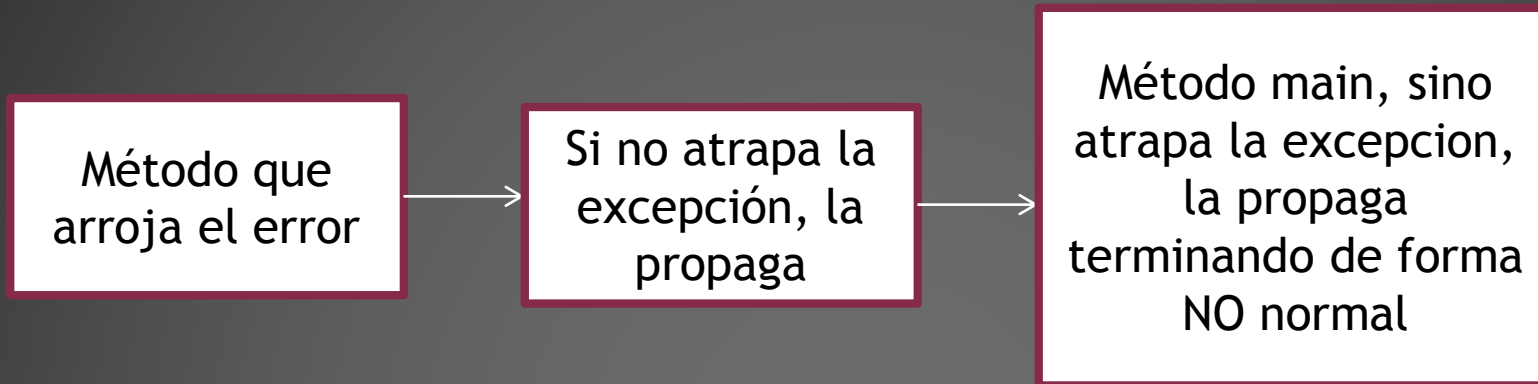 Método que
arroja el error
Si no atrapa la
excepción, la
propaga
Método main, sino
atrapa la excepcion,
la propaga
terminando de forma
NO normal